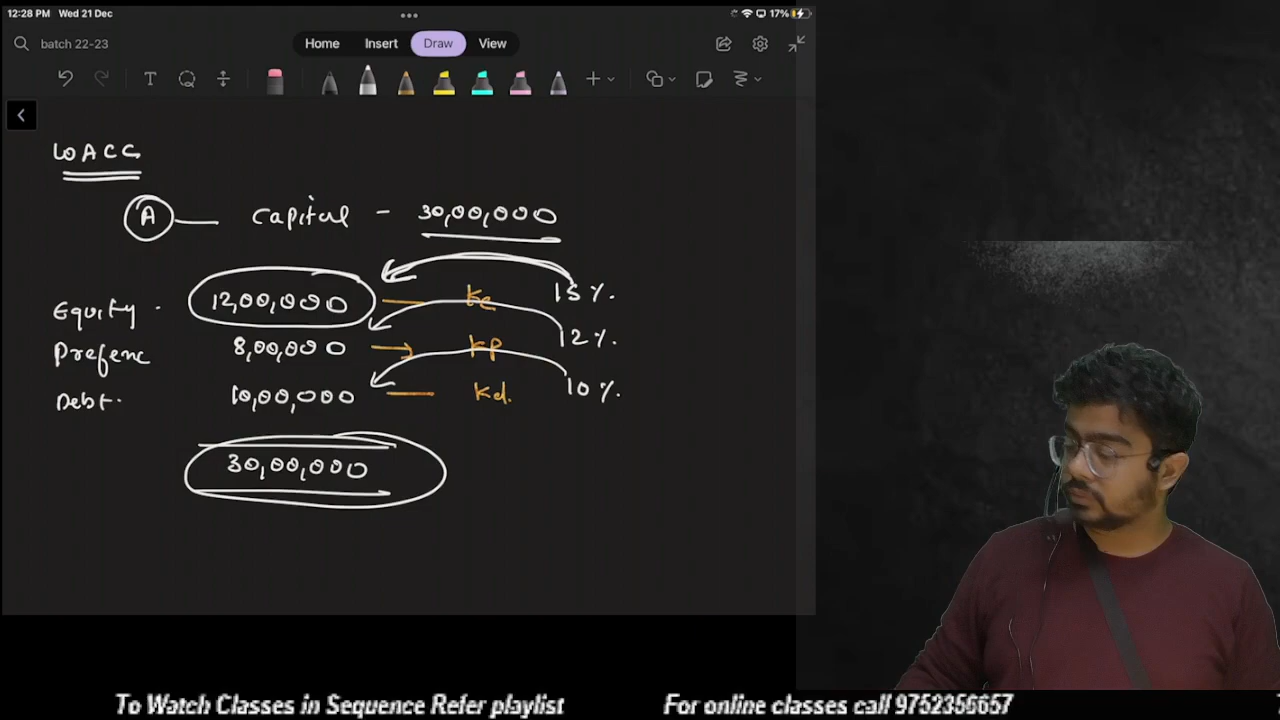 12:28 PM Wed 21 Dec
17%
batch 22-23
Home Insert Draw View
WACC
A — Capital - 30,00,000
Equity - 12,00,000 — Ke 15%.
Prefenc 8,00,000 → Kp 12%.
Debt. 10,00,000 — Kd. 10%.
30,00,000
To Watch Classes in Sequence Refer playlist For online classes call 9752356657